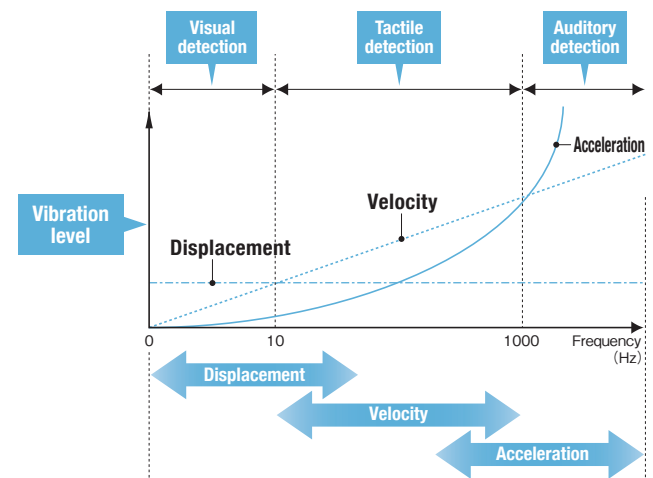 Visual
detection
Tactile
detection
Auditory
detection
Acceleration
Velocity
Vibration
level
Displacement
0
10
1000
Frequency
(Hz)
Displacement
Velocity
Acceleration